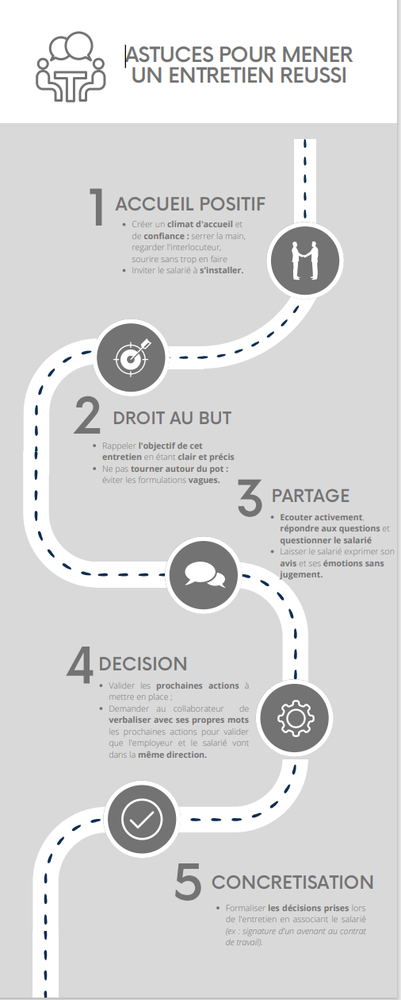 ASTUCES POUR MENER
UN ENTRETIEN REUSSI
1 ACCUEIL POSITIF
• Créer un climat d'accueil et
de confiance : serrer la main,
regarder l'interlocuteur,
sourire sans trop en faire
• Inviter le salarié à s'installer.
2 DROIT AU BUT
• Rappeler l'objectif de cet
entretien en étant clair et précis
• Ne pas tourner autour du pot :
éviter les formulations vagues.
3 PARTAGE
• Ecouter activement,
répondre aux questions et
questionner le salarié
• Laisser le salarié exprimer son
avis et ses émotions sans
jugement.
4 DECISION
• Valider les prochaines actions à
mettre en place ;
• Demander au collaborateur de
verbaliser avec ses propres mots
les prochaines actions pour valider
que l'employeur et le salarié vont
dans la même direction.
5 CONCRETISATION
• Formaliser les décisions prises lors
de l'entretien en associant le salarié
(ex : signature d'un avenant au contrat
de travail).